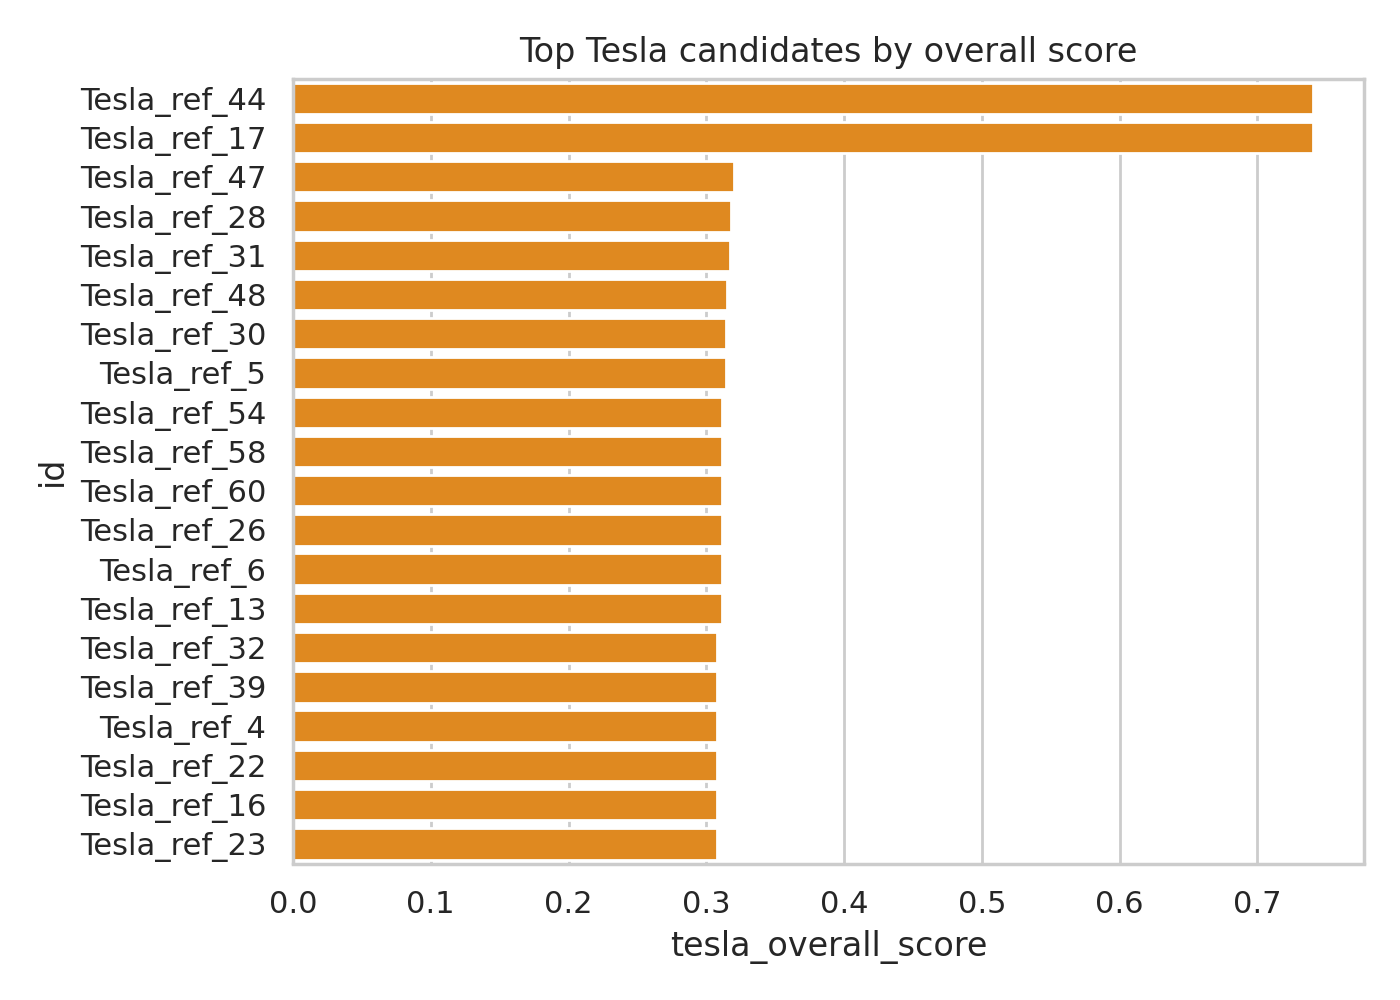 Top Tesla candidates by overall score
Tesla_ref_44
Tesla_ref_17
Tesla_ref_47
Tesla_ref_28
Tesla_ref_31
Tesla_ref_48
Tesla_ref_30
Tesla_ref_5
Tesla_ref_54
Tesla_ref_58
Tesla_ref_60
Tesla_ref_26
Tesla_ref_6
Tesla_ref_13
Tesla_ref_32
Tesla_ref_39
Tesla_ref_4
Tesla_ref_22
Tesla_ref_16
Tesla_ref_23
id
0.0 0.1 0.2 0.3 0.4 0.5 0.6 0.7
tesla_overall_score